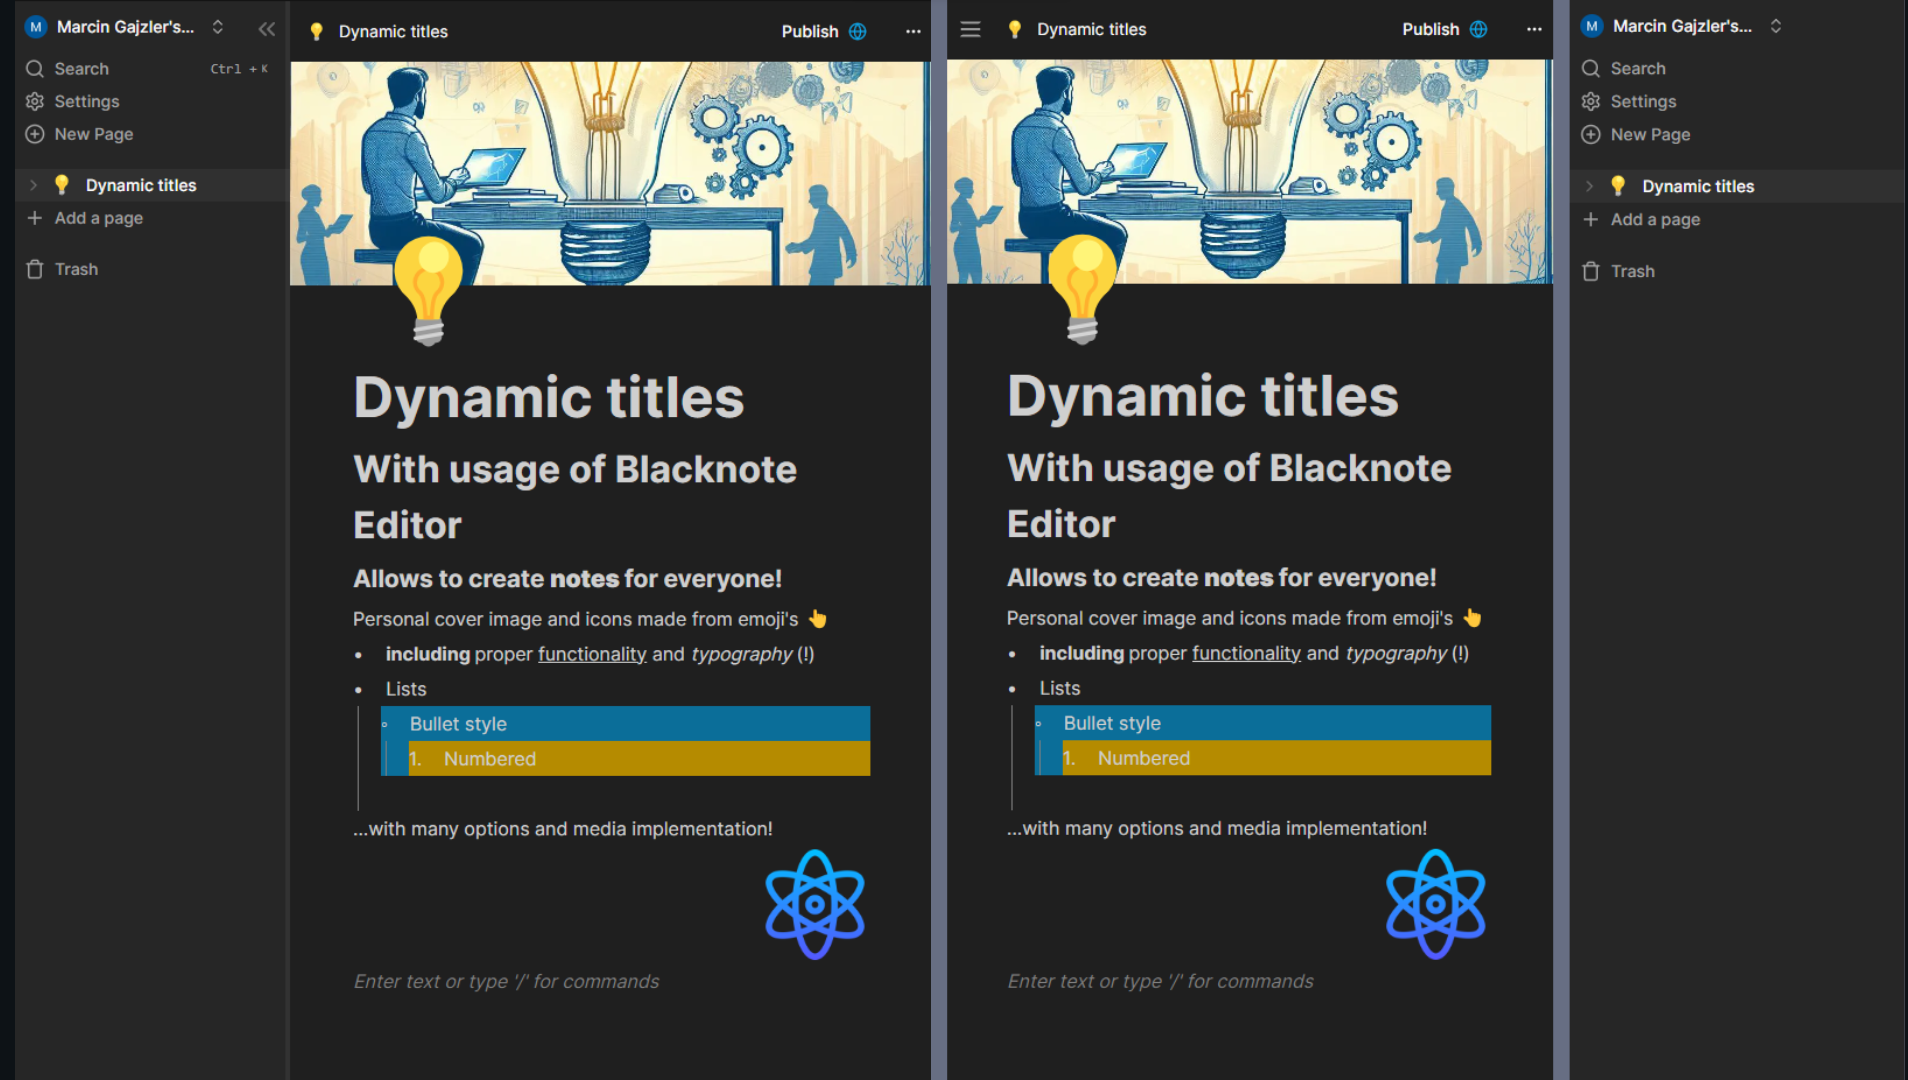 M Marcin Gajzler's...
Search Ctrl + K
Settings
New Page
Dynamic titles
Add a page
Trash
Dynamic titles Publish
Dynamic titles
With usage of Blacknote
Editor
Allows to create notes for everyone!
Personal cover image and icons made from emoji's 👆
• including proper functionality and typography (!)
• Lists
◦ Bullet style
1. Numbered
...with many options and media implementation!
Enter text or type '/' for commands
Dynamic titles Publish
Dynamic titles
With usage of Blacknote
Editor
Allows to create notes for everyone!
Personal cover image and icons made from emoji's 👆
• including proper functionality and typography (!)
• Lists
◦ Bullet style
1. Numbered
...with many options and media implementation!
Enter text or type '/' for commands
M Marcin Gajzler's...
Search
Settings
New Page
Dynamic titles
Add a page
Trash